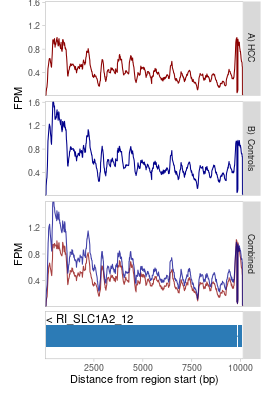 1.6
1.2
0.8
0.4
A) HOC
FPM
1.6
1.2
0.8
0.4
B) Controls
1.2
0.8
0.4
FPM
Combined
< RI_SLC1A2_12
2500 5000 7500 10000
Distance from region start (bp)